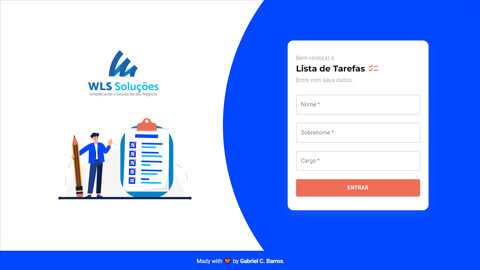 WLS Soluções
Simplificando a Gestão do seu Negócio
Bem vindo(a) a
Lista de Tarefas
Entre com seus dados:
Nome *
Sobrenome *
Cargo *
ENTRAR
Mady with ❤️ by Gabriel C. Barros.